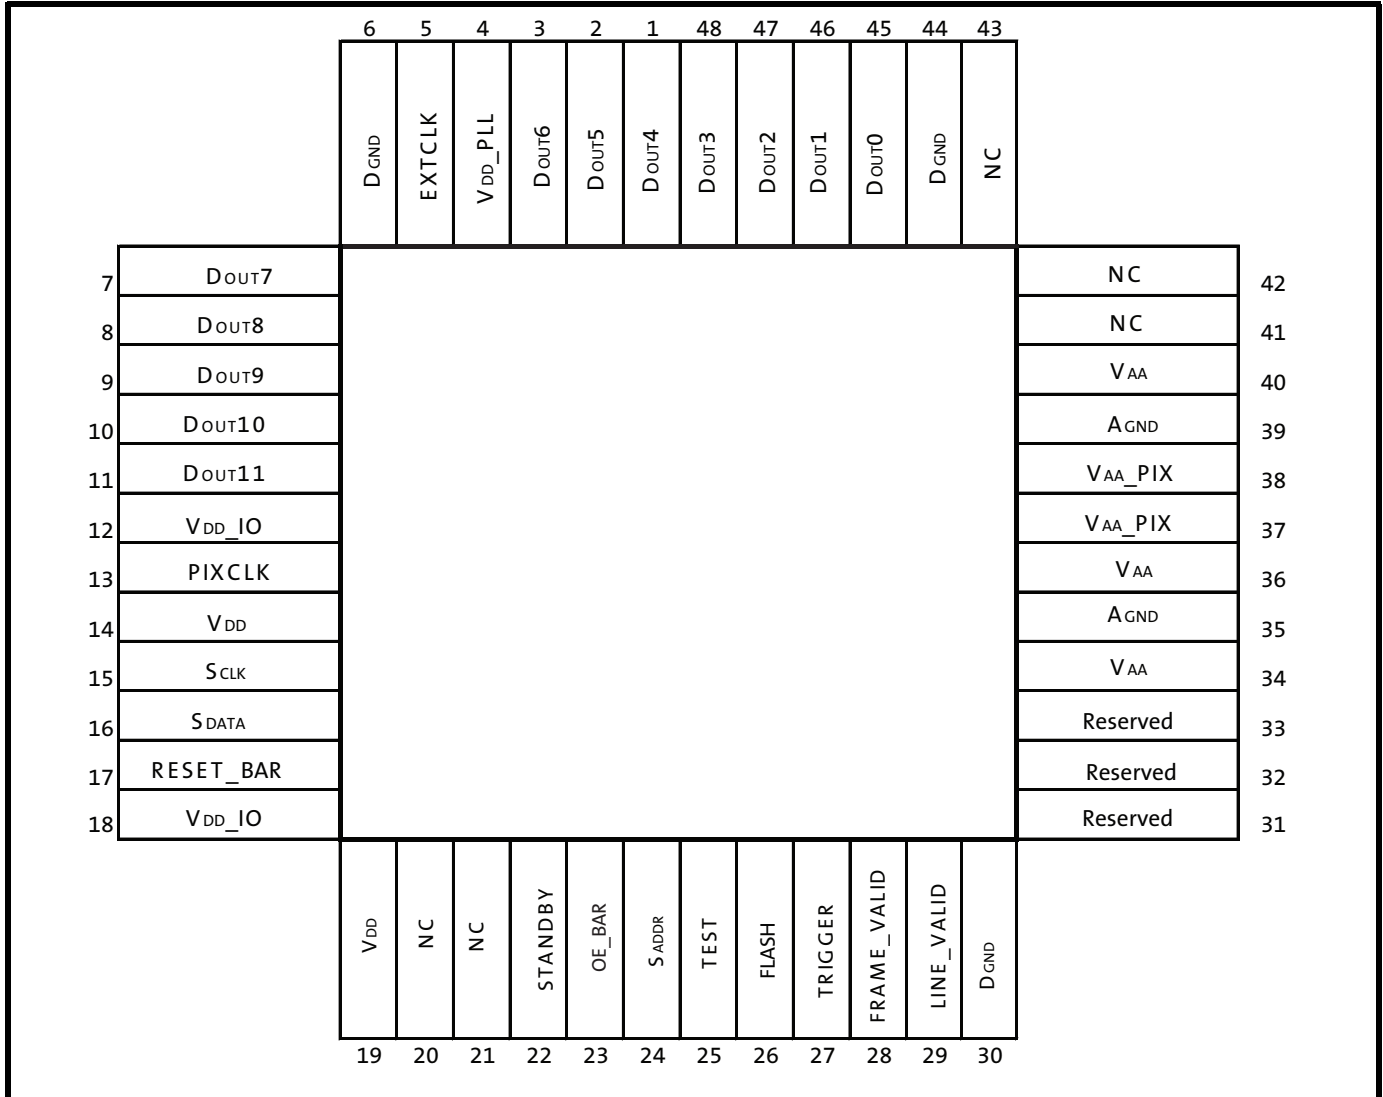 6 5 4 3 2 1 48 47 46 45 44 43
DGND
EXTCLK
VDD_PLL
DOUT6
DOUT5
DOUT4
DOUT3
DOUT2
DOUT1
DOUT0
DGND
NC
7 DOUT7
8 DOUT8
9 DOUT9
10 DOUT10
11 DOUT11
12 VDD_IO
13 PIXCLK
14 VDD
15 SCLK
16 SDATA
17 RESET_BAR
18 VDD_IO
NC 42
NC 41
VAA 40
AGND 39
VAA_PIX 38
VAA_PIX 37
VAA 36
AGND 35
VAA 34
Reserved 33
Reserved 32
Reserved 31
VDD
NC
NC
STANDBY
OE_BAR
SADDR
TEST
FLASH
TRIGGER
FRAME_VALID
LINE_VALID
DGND
19 20 21 22 23 24 25 26 27 28 29 30